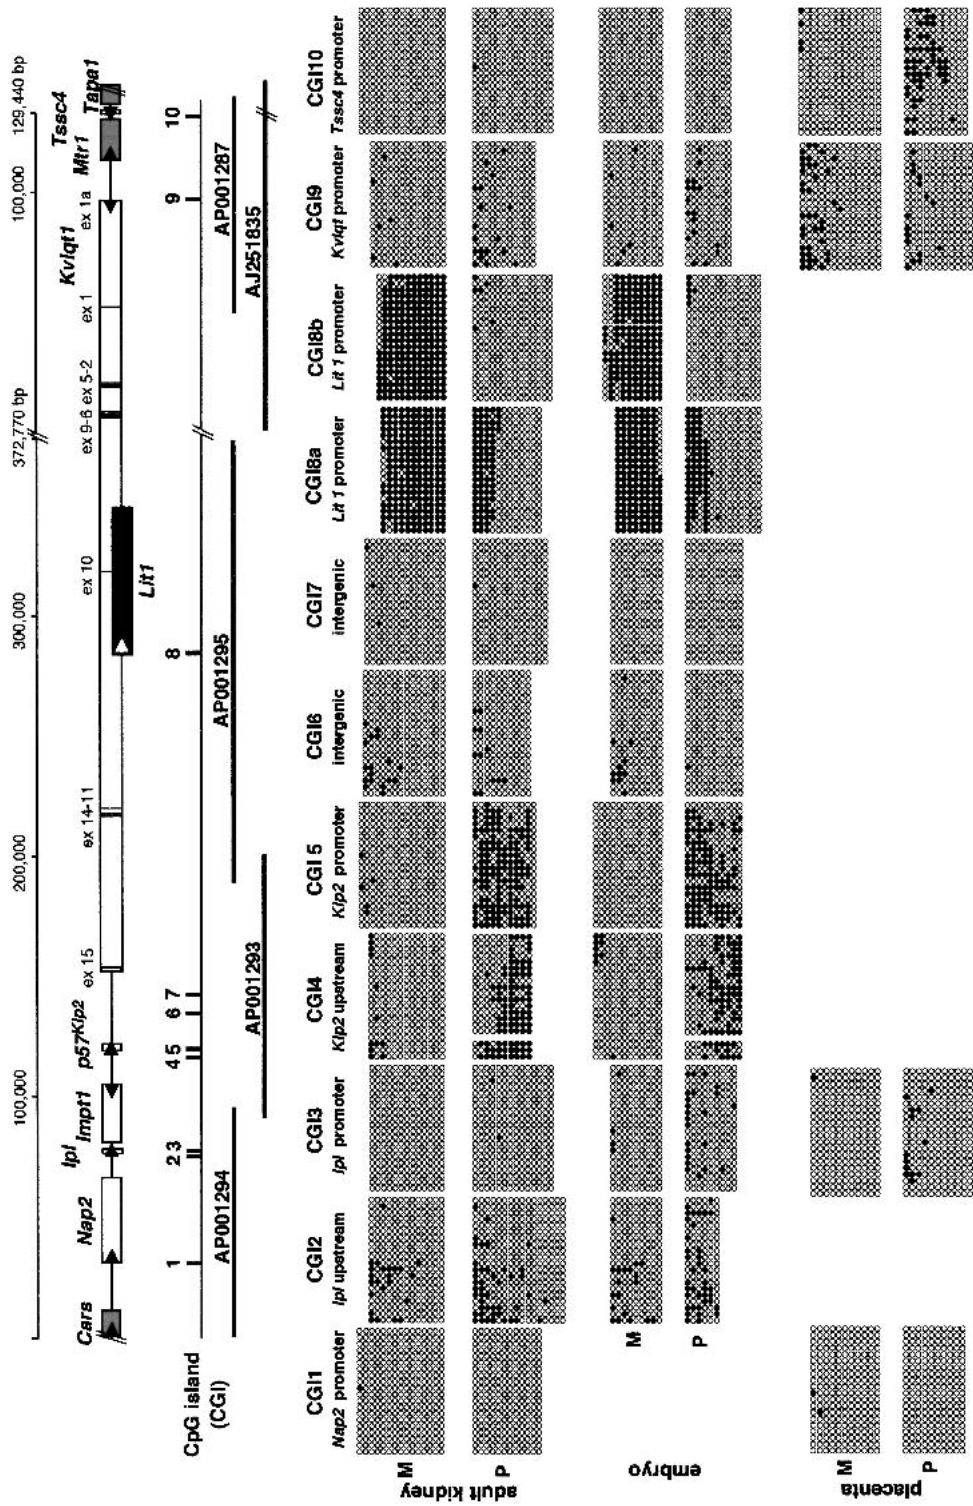 100,000 200,000 300,000 372,770 bp 100,000 129,440 bp
Cars Nap2 Ipl Impt1 p57Kip2 ex 15 ex 14-11 ex 10 Lit1 ex 9-6 ex 5-2 ex 1 Kvlqt1 ex 1a Mtr1 Tssc4 Tapa1
CpG island
(CGI)
1 2 3 4 5 6 7 8 9 10
AP001294 AP001293 AP001295 AJ251835 AP001287
CGI1 CGI2 CGI3 CGI4 CGI 5 CGI6 CGI7 CGI8a CGI8b CGI9 CGI10
Nap2 promoter Ipl upstream Ipl promoter Kip2 upstream Kip2 promoter intergenic intergenic Lit 1 promoter Lit 1 promoter Kvlqt promoter Tssc4 promoter
adult kidney
M
P
embryo
M
P
placenta
M
P